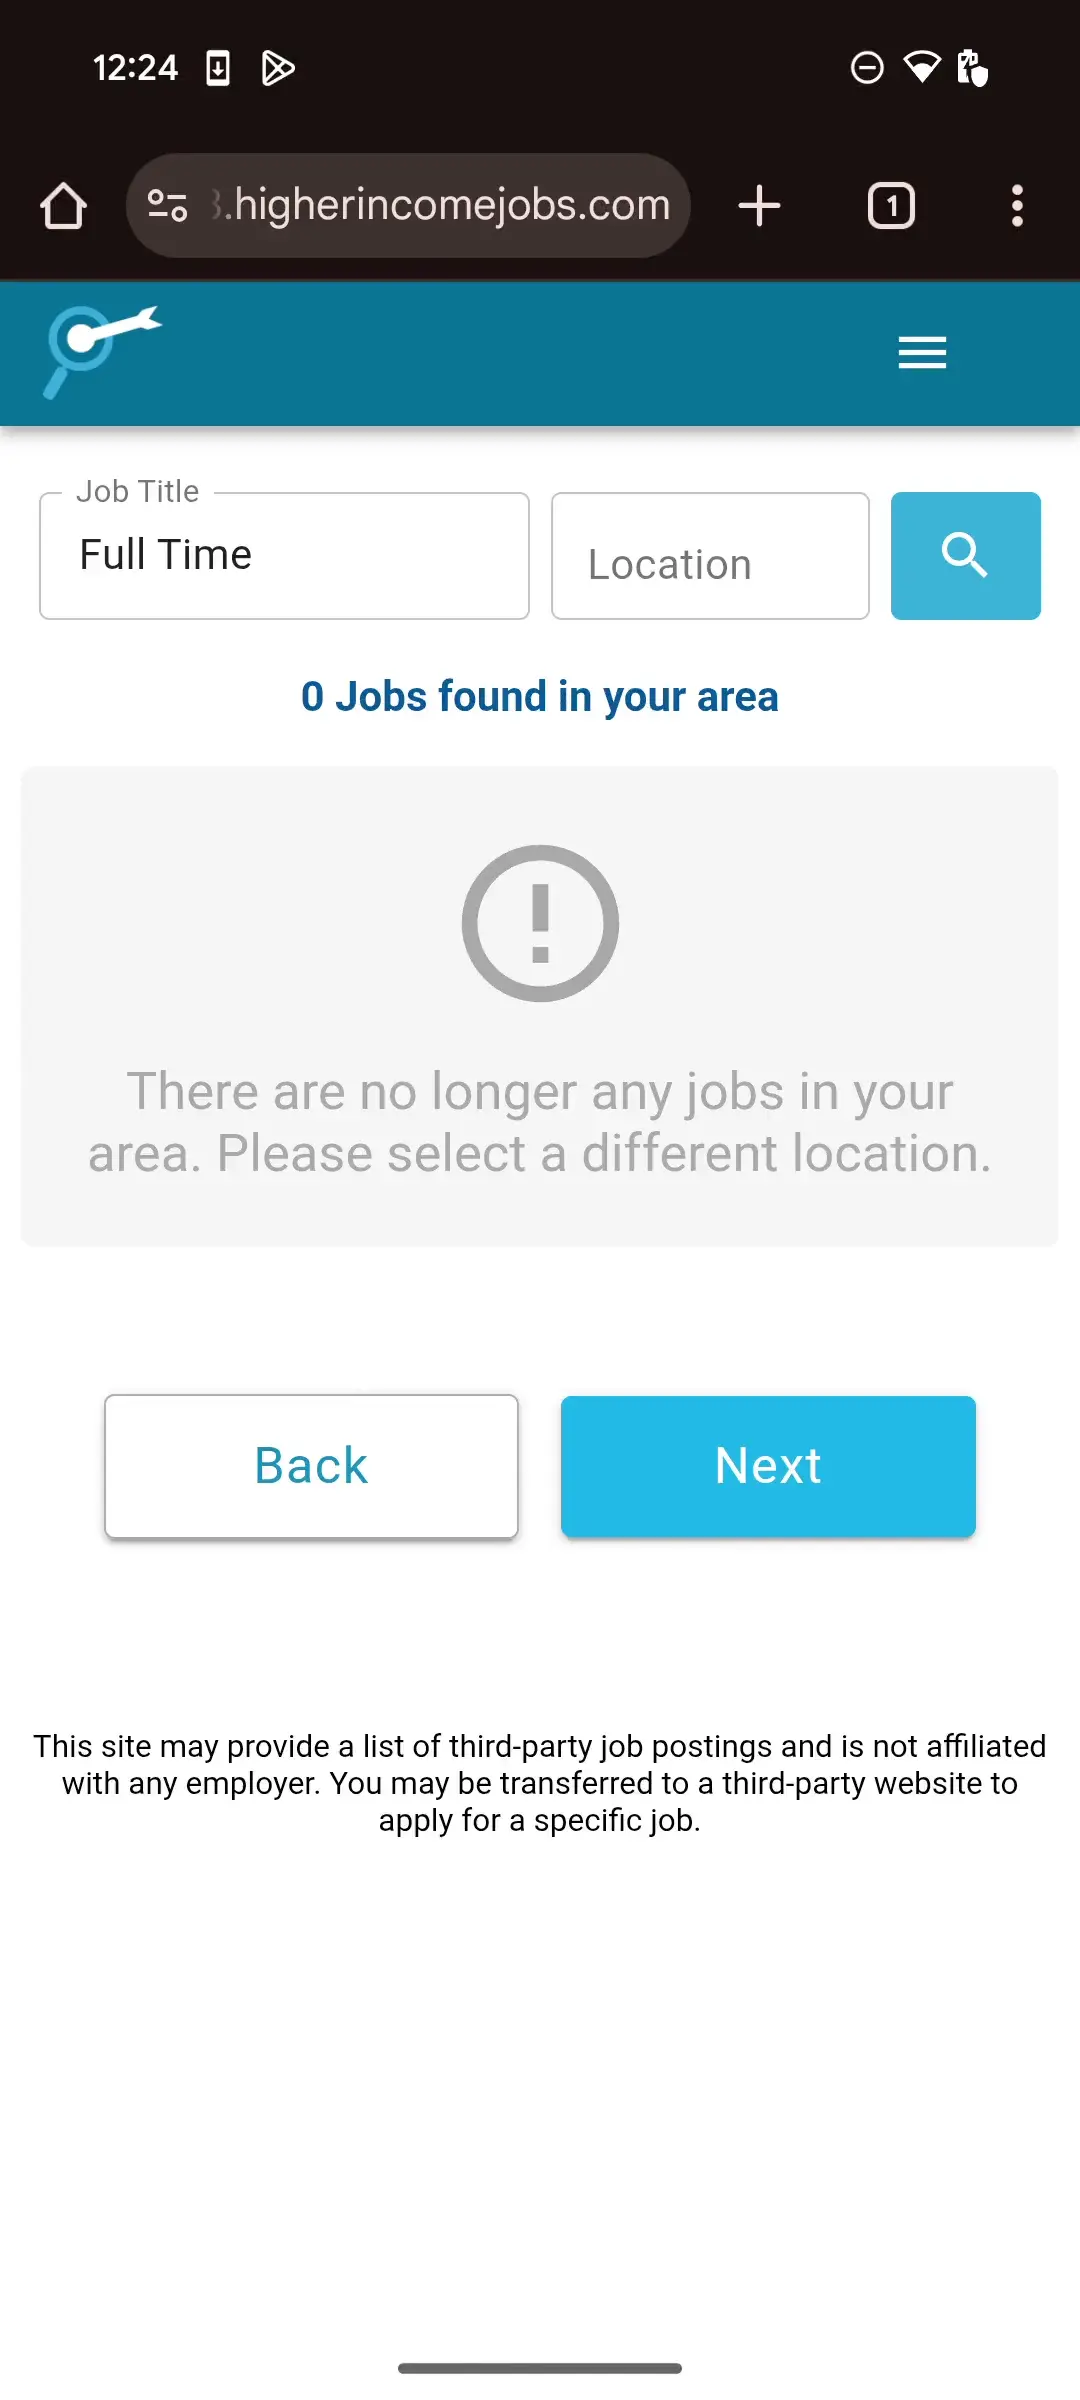 12:24
.higherincomejobs.com
1
Job Title
Full Time
Location
0 Jobs found in your area
There are no longer any jobs in your
area. Please select a different location.
Back
Next
This site may provide a list of third-party job postings and is not affiliated
with any employer. You may be transferred to a third-party website to
apply for a specific job.